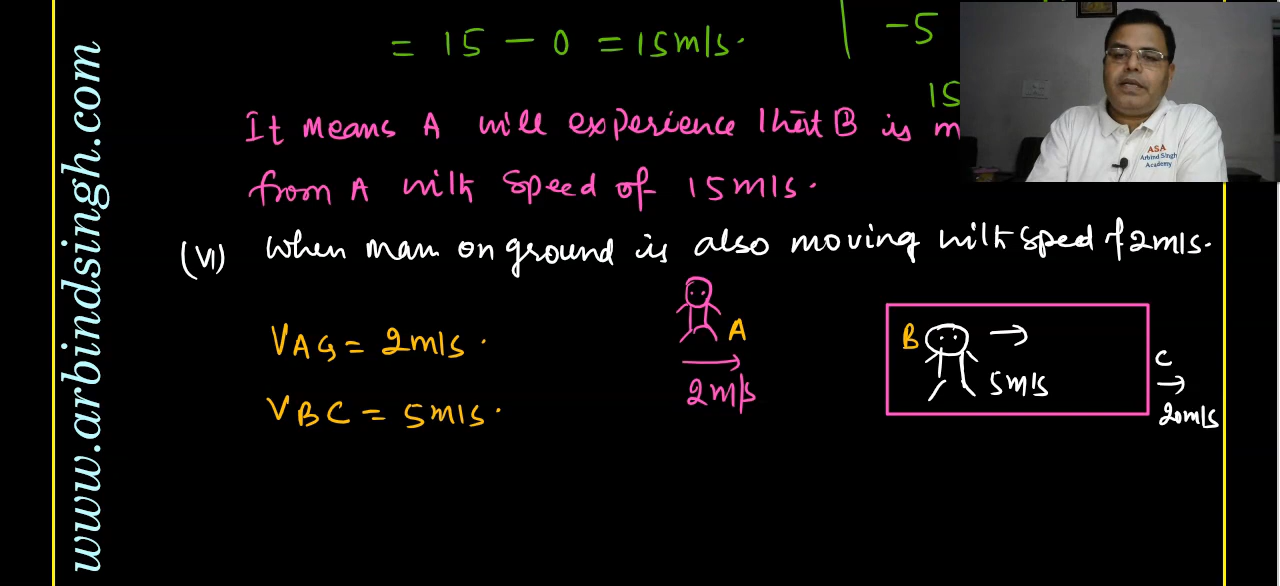 = 15 - 0 = 15m/s.
-5
15
It means A will experience that B is m
from A with speed of 15m/s.
(VI) when man on ground is also moving with speed of 2m/s.
VAG = 2m/s.
A
2m/s
VBC = 5m/s.
B
5m/s
C
20m/s
ASA
Arbind Singh
Academy
www.arbindsingh.com